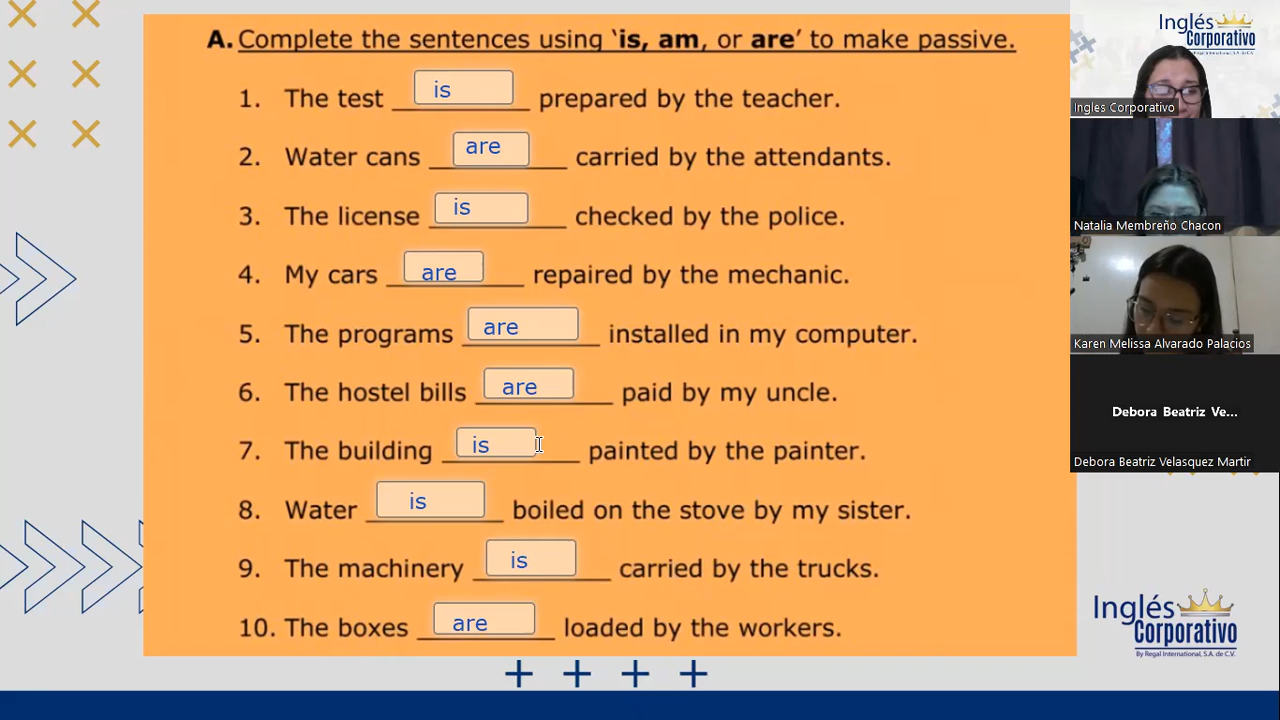 A. Complete the sentences using ‘is, am, or are’ to make passive.
1. The test is prepared by the teacher.
2. Water cans are carried by the attendants.
3. The license is checked by the police.
4. My cars are repaired by the mechanic.
5. The programs are installed in my computer.
6. The hostel bills are paid by my uncle.
7. The building is painted by the painter.
8. Water is boiled on the stove by my sister.
9. The machinery is carried by the trucks.
10. The boxes are loaded by the workers.
Inglés
Corporativo
By Regal International, S.A. de C.V.
Ingles Corporativo
Natalia Membreño Chacon
Karen Melissa Alvarado Palacios
Debora Beatriz Ve...
Debora Beatriz Velasquez Martir
Inglés
Corporativo
By Regal International, S.A. de C.V.